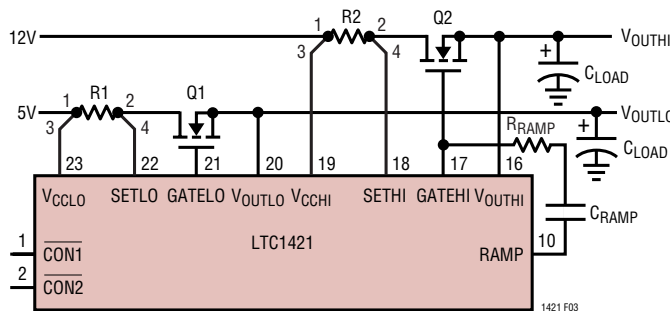 R2
Q2
1
2
12V
VOUTHI
3
4
+
CLOAD
R1
Q1
1
2
5V
VOUTLO
3
4
RRAMP
+
CLOAD
23
22
21
20
19
18
17
16
VCCLO
SETLO
GATELO
VOUTLO
VCCHI
SETHI
GATEHI
VOUTHI
CRAMP
1
CON1
LTC1421
RAMP
10
2
CON2
1421 F03